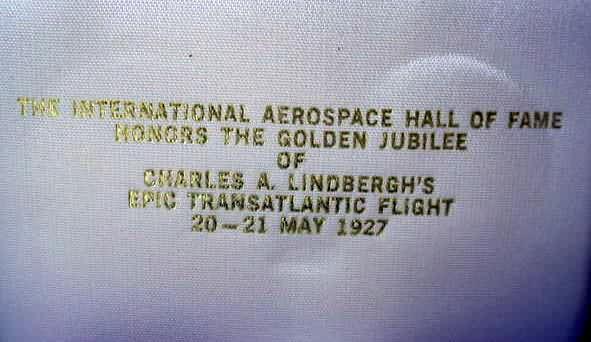 THE INTERNATIONAL AEROSPACE HALL OF FAME
HONORS THE GOLDEN JUBILEE
OF
CHARLES A. LINDBERGH'S
EPIC TRANSATLANTIC FLIGHT
20-21 MAY 1927